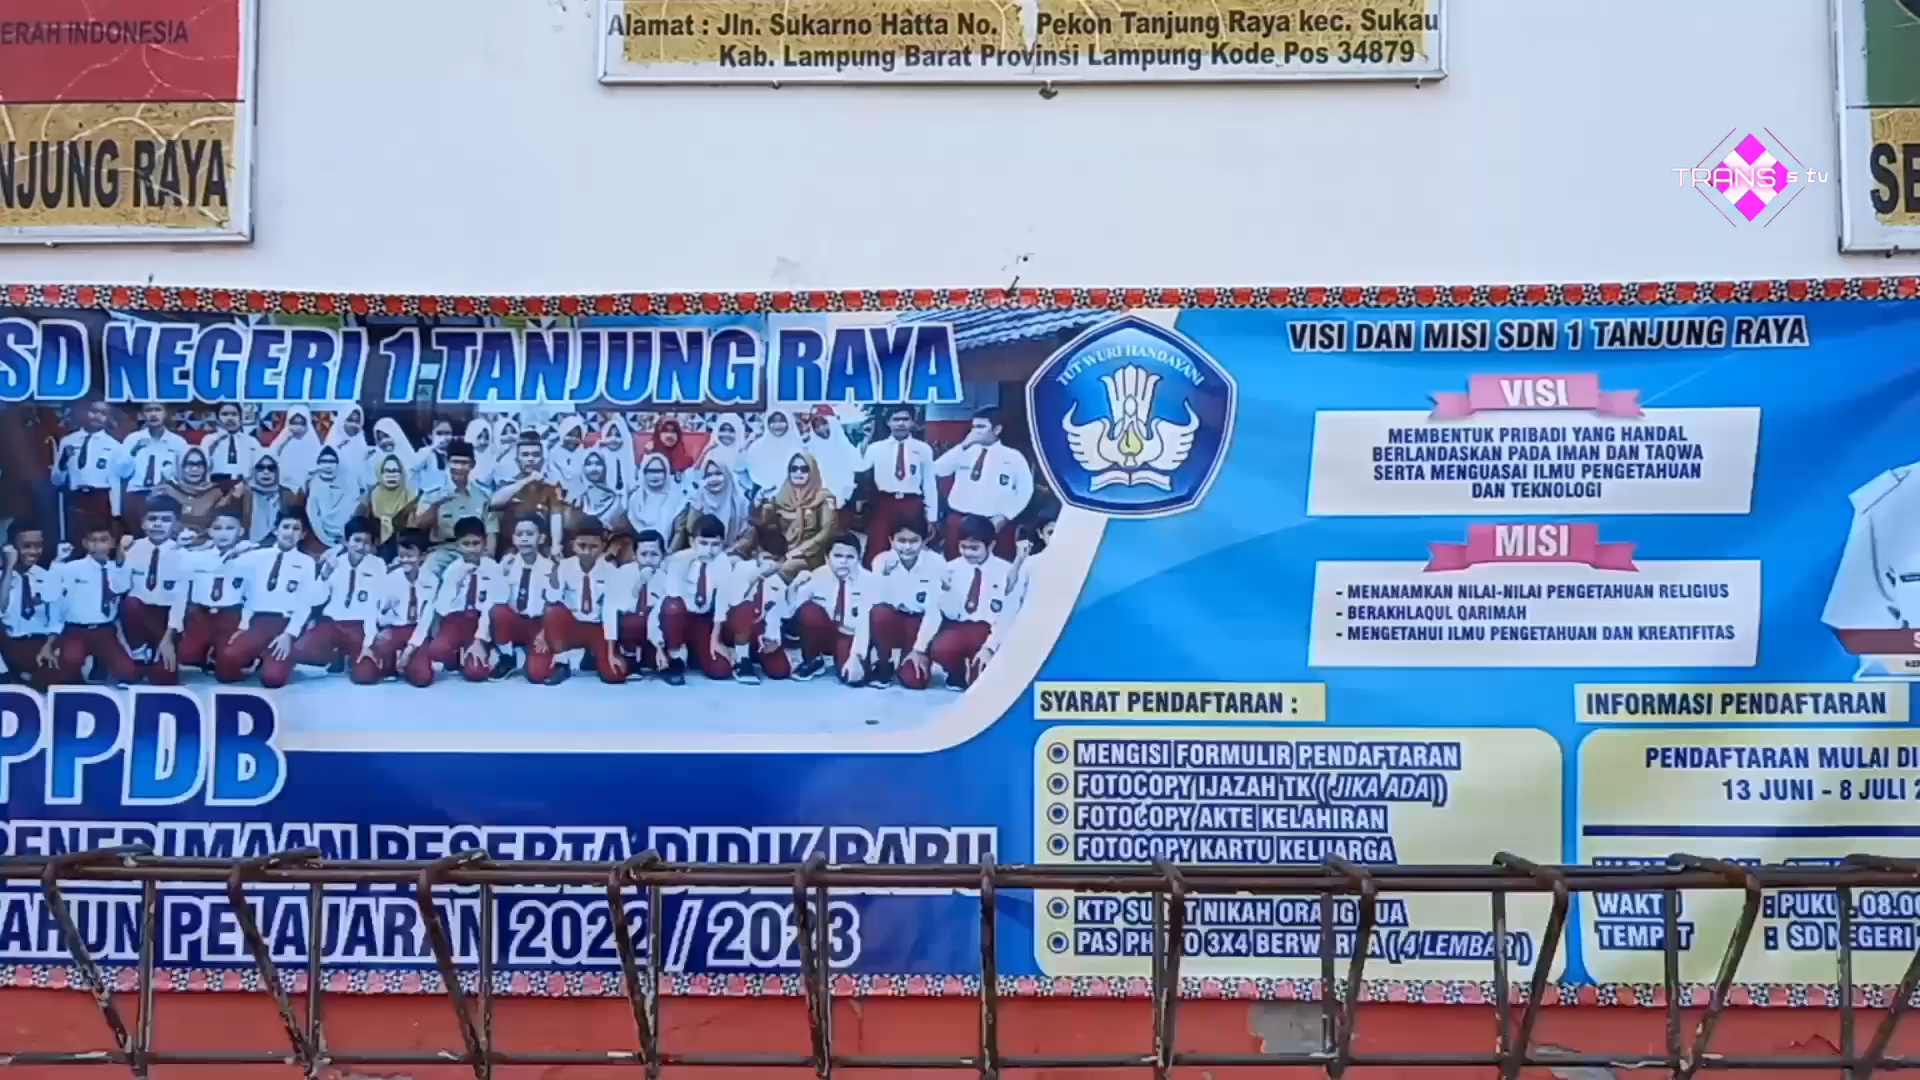 ERAH INDONESIA
NJUNG RAYA
Alamat : Jln. Sukarno Hatta No. Pekon Tanjung Raya kec. Sukau
Kab. Lampung Barat Provinsi Lampung Kode Pos 34879
TRANS s tv
SE
SD NEGERI 1 TANJUNG RAYA
TUT WURI HANDAYANI
VISI DAN MISI SDN 1 TANJUNG RAYA
VISI
MEMBENTUK PRIBADI YANG HANDAL
BERLANDASKAN PADA IMAN DAN TAQWA
SERTA MENGUASAI ILMU PENGETAHUAN
DAN TEKNOLOGI
MISI
- MENANAMKAN NILAI-NILAI PENGETAHUAN RELIGIUS
- BERAKHLAQUL QARIMAH
- MENGETAHUI ILMU PENGETAHUAN DAN KREATIFITAS
PPDB
PENERIMAAN PESERTA DIDIK BARU
TAHUN PELAJARAN 2022 / 2023
SYARAT PENDAFTARAN :
MENGISI FORMULIR PENDAFTARAN
FOTOCOPY IJAZAH TK ( JIKA ADA )
FOTOCOPY AKTE KELAHIRAN
FOTOCOPY KARTU KELUARGA
KTP SURAT NIKAH ORANG TUA
PAS PHOTO 3X4 BERWARNA ( 4 LEMBAR )
INFORMASI PENDAFTARAN
PENDAFTARAN MULAI DI
13 JUNI - 8 JULI 2
WAKTU : PUKUL 08.00
TEMPAT : SD NEGERI